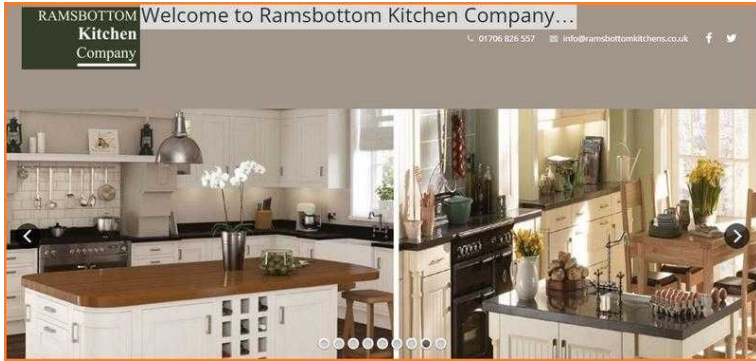 RAMSBOTTOM
Kitchen
Company
Welcome to Ramsbottom Kitchen Company...
01706 826 557 info@ramsbottomkitchens.co.uk